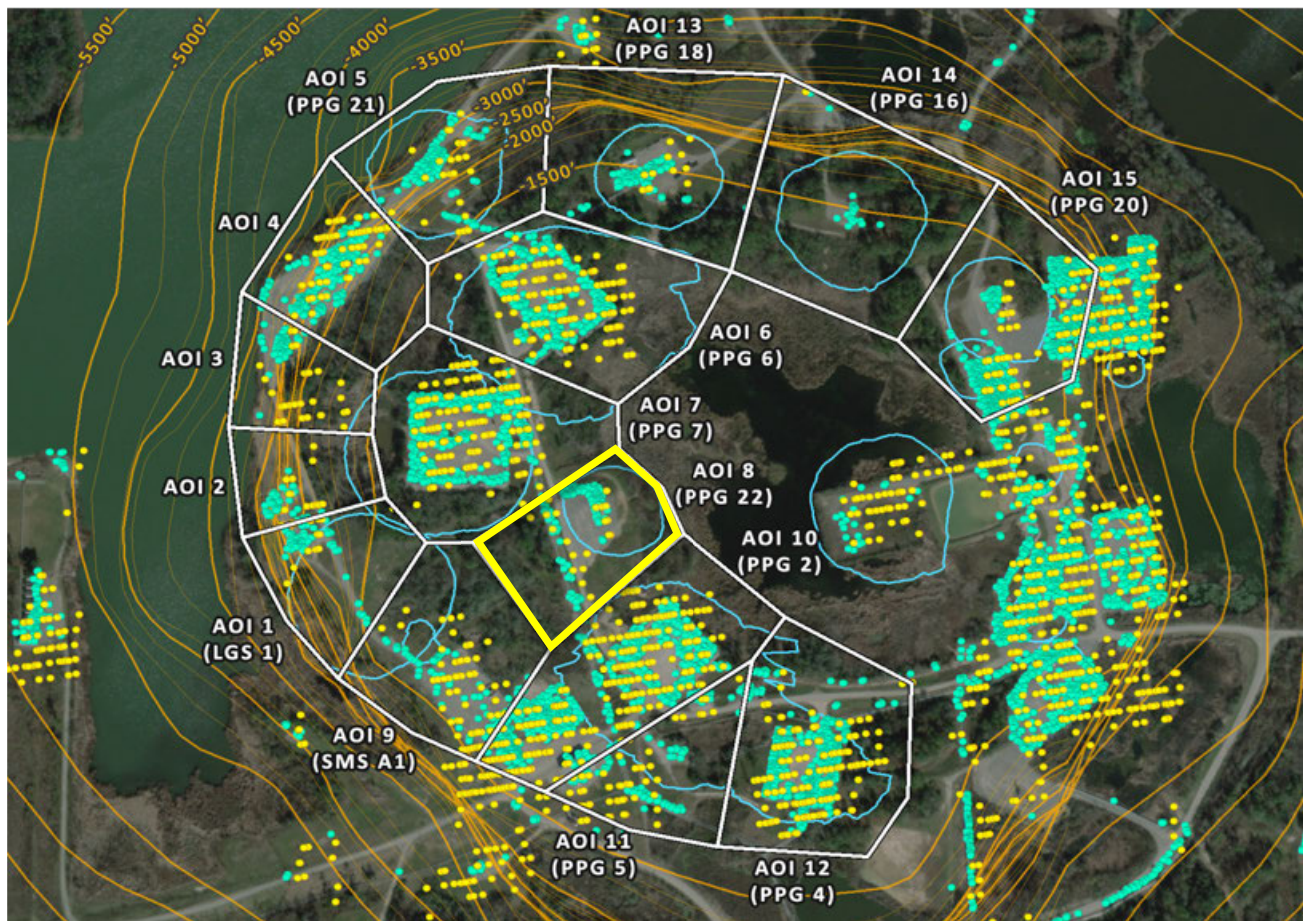 -5500'
-5000'
-4500'
-4000'
-3500'
-3000'
-2500'
-2000'
-1500'
AOI 13
(PPG 18)
AOI 14
(PPG 16)
AOI 5
(PPG 21)
AOI 15
(PPG 20)
AOI 4
AOI 3
AOI 6
(PPG 6)
AOI 7
(PPG 7)
AOI 8
(PPG 22)
AOI 2
AOI 10
(PPG 2)
AOI 1
(LGS 1)
AOI 9
(SMS A1)
AOI 11
(PPG 5)
AOI 12
(PPG 4)